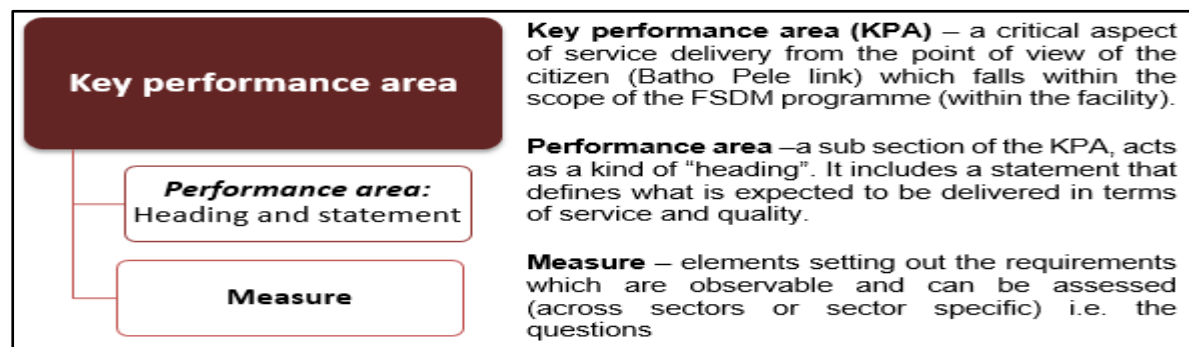 Key performance area
Performance area:
Heading and statement
Measure
Key performance area (KPA) – a critical aspect
of service delivery from the point of view of the
citizen (Batho Pele link) which falls within the
scope of the FSDM programme (within the facility).
Performance area –a sub section of the KPA, acts
as a kind of “heading”. It includes a statement that
defines what is expected to be delivered in terms
of service and quality.
Measure – elements setting out the requirements
which are observable and can be assessed
(across sectors or sector specific) i.e. the
questions